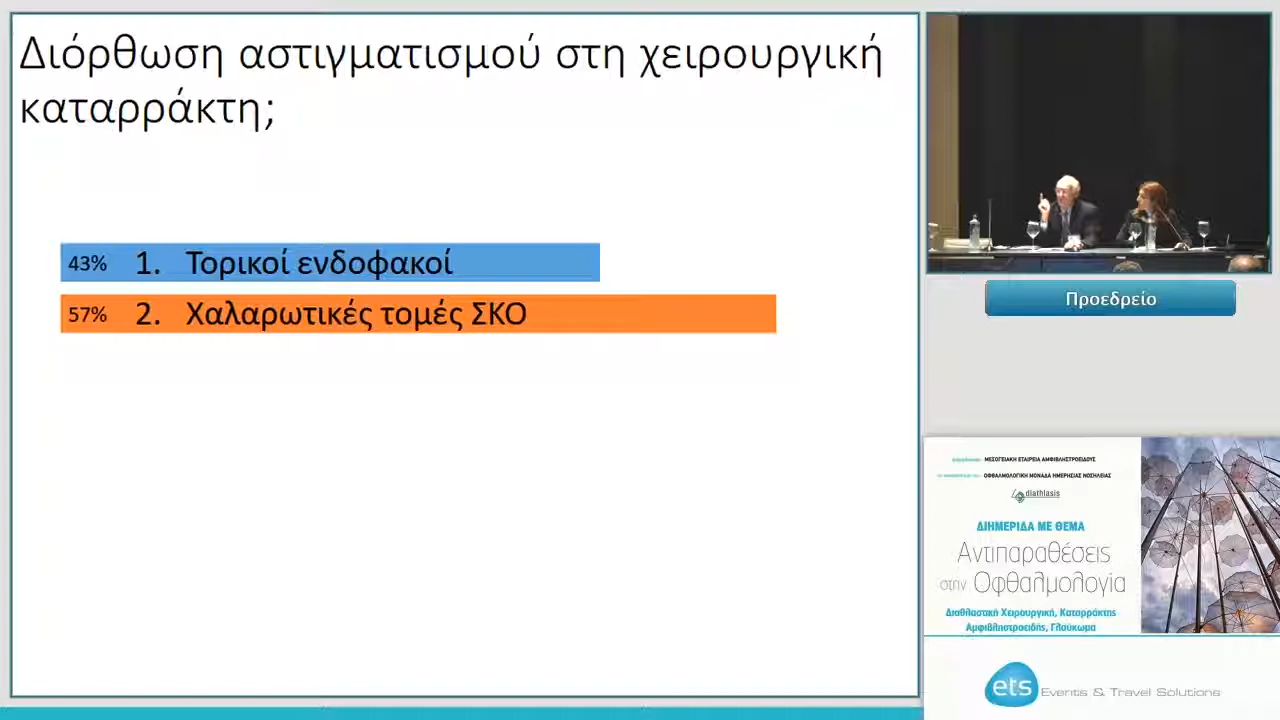 Διόρθωση αστιγματισμού στη χειρουργική
καταρράκτη;
43% 1. Τορικοί ενδοφακοί
57% 2. Χαλαρωτικές τομές ΣΚΟ
Προεδρείο
ΜΕΣΟΓΕΙΑΚΗ ΕΤΑΙΡΕΙΑ ΑΜΦΙΒΛΗΣΤΡΟΕΙΔΟΥΣ
ΟΦΘΑΛΜΟΛΟΓΙΚΗ ΜΟΝΑΔΑ ΗΜΕΡΗΣΙΑΣ ΝΟΣΗΛΕΙΑΣ
diathlasis
ΔΙΗΜΕΡΙΔΑ ΜΕ ΘΕΜΑ
Αντιπαραθέσεις
στην Οφθαλμολογία
Διαθλαστική Χειρουργική, Καταρράκτης
Αμφιβληστροειδής, Γλαύκωμα
ets Events & Travel Solutions